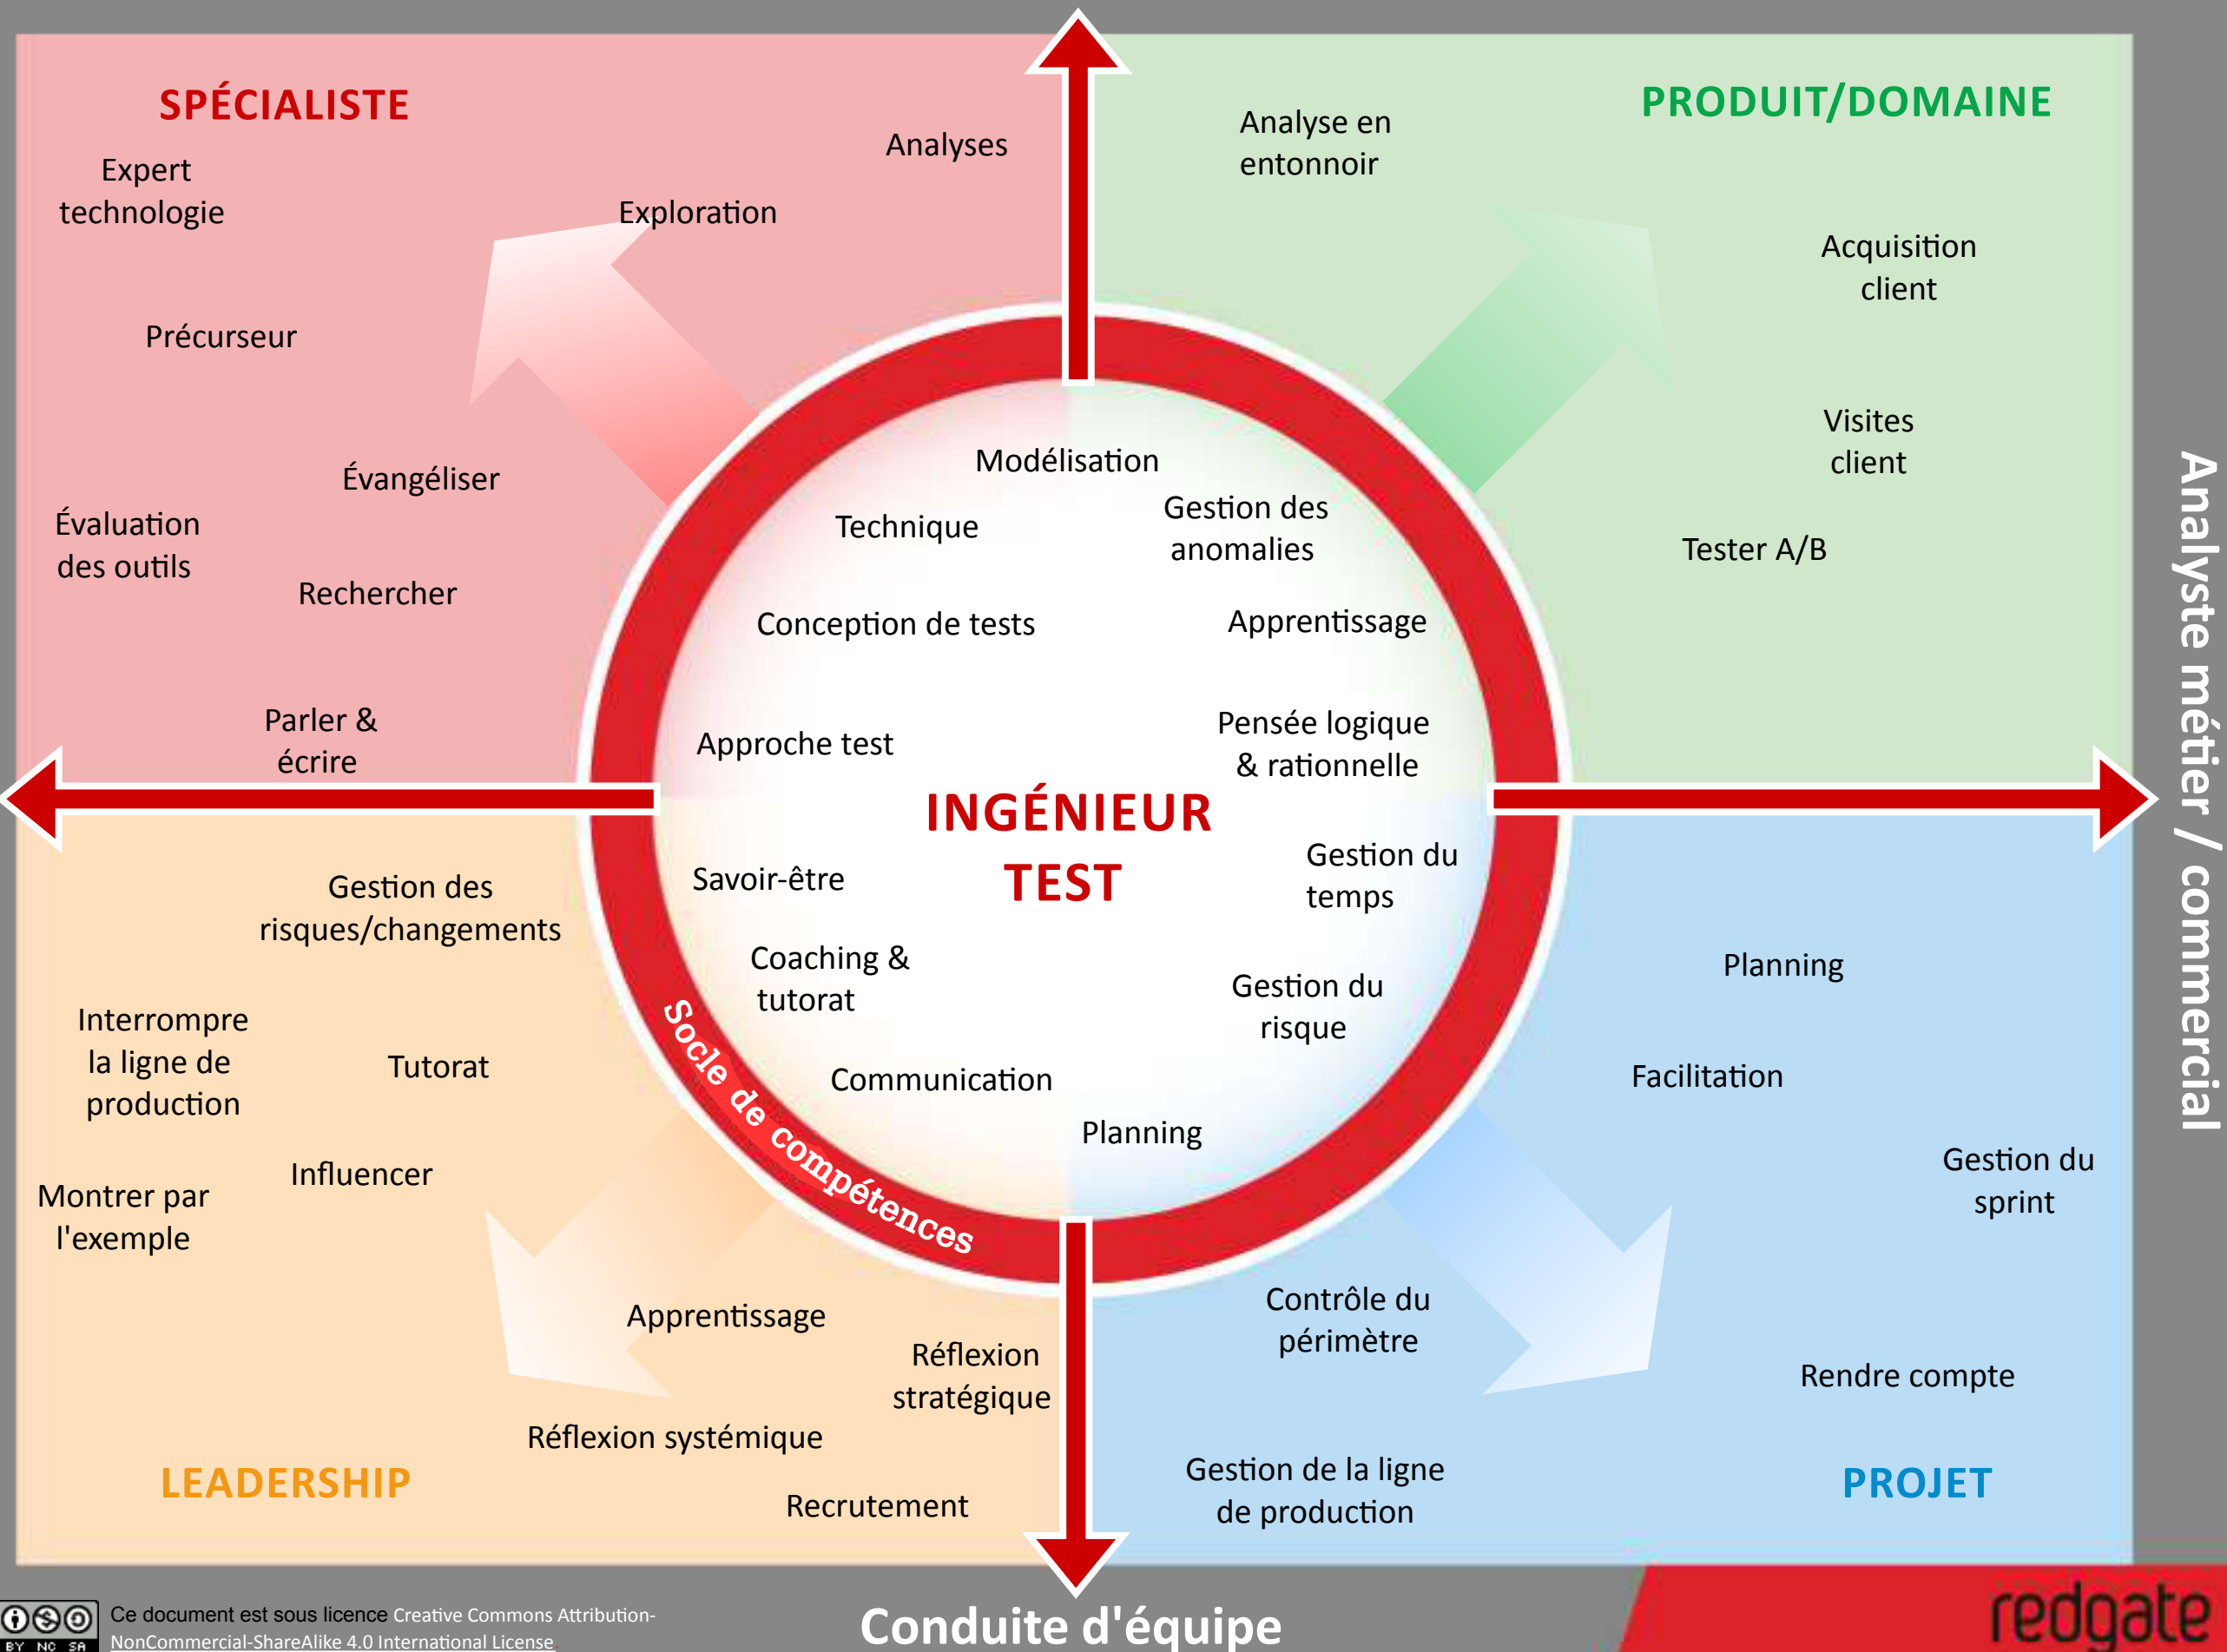 SPÉCIALISTE
Expert
technologie
Analyses
Exploration
Précurseur
Évangéliser
Évaluation
des outils
Rechercher
Parler &
écrire
PRODUIT/DOMAINE
Analyse en
entonnoir
Acquisition
client
Visites
client
Tester A/B
Modélisation
Technique
Gestion des
anomalies
Conception de tests
Apprentissage
Approche test
Pensée logique
& rationnelle
INGÉNIEUR
TEST
Savoir-être
Gestion du
temps
Coaching &
tutorat
Gestion du
risque
Communication
Planning
Socle de compétences
Gestion des
risques/changements
Interrompre
la ligne de
production
Tutorat
Influencer
Montrer par
l'exemple
Apprentissage
Réflexion
stratégique
Réflexion systémique
LEADERSHIP
Recrutement
Planning
Facilitation
Gestion du
sprint
Contrôle du
périmètre
Rendre compte
Gestion de la ligne
de production
PROJET
Analyste métier / commercial
Conduite d'équipe
BY NC SA
Ce document est sous licence Creative Commons Attribution-
NonCommercial-ShareAlike 4.0 International License.
redgate